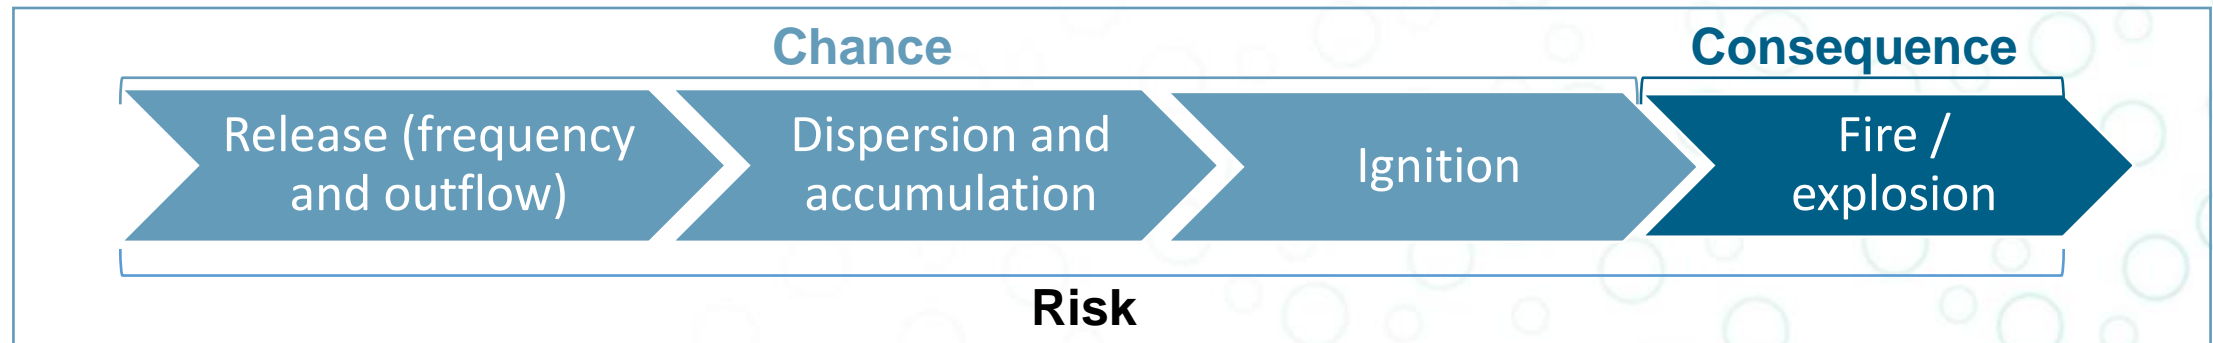 Chance
Consequence
Release (frequency
and outflow)
Dispersion and
accumulation
Ignition
Fire /
explosion
Risk